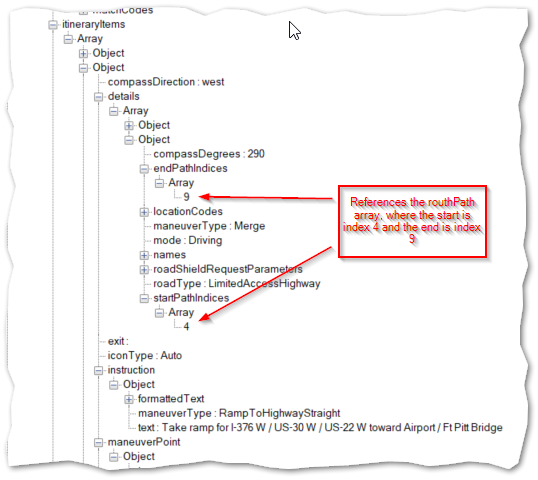 matchCodes
itineraryItems
Array
Object
Object
compassDirection : west
details
Array
Object
Object
compassDegrees : 290
endPathIndices
Array
9
locationCodes
maneuverType : Merge
mode : Driving
names
roadShieldRequestParameters
roadType : LimitedAccessHighway
startPathIndices
Array
4
exit :
iconType : Auto
instruction
Object
formattedText
maneuverType : RampToHighwayStraight
text : Take ramp for I-376 W / US-30 W / US-22 W toward Airport / Ft Pitt Bridge
maneuverPoint
Object
References the routhPath
array, where the start is
index 4 and the end is index
9